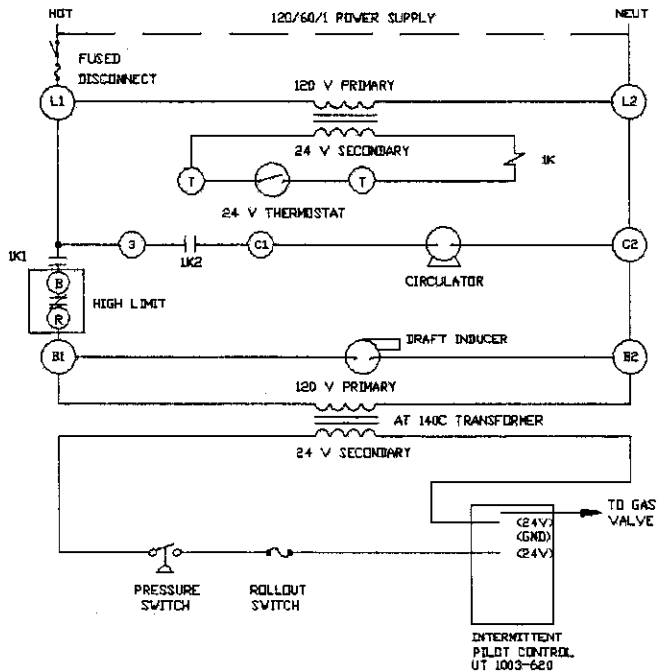 HOT
120/60/1 POWER SUPPLY
NEUT
FUSED
DISCONNECT
L1
120 V PRIMARY
L2
24 V SECONDARY
1K
T
T
24 V THERMOSTAT
3
1K2
C1
C2
1K1
CIRCULATOR
B
HIGH LIMIT
R
DRAFT INDUCER
B1
B2
120 V PRIMARY
AT 140C TRANSFORMER
24 V SECONDARY
TO GAS
VALVE
(24V)
(GND)
(24V)
PRESSURE
SWITCH
ROLLOUT
SWITCH
INTERMITTENT
PILOT CONTROL
UT 1003-620